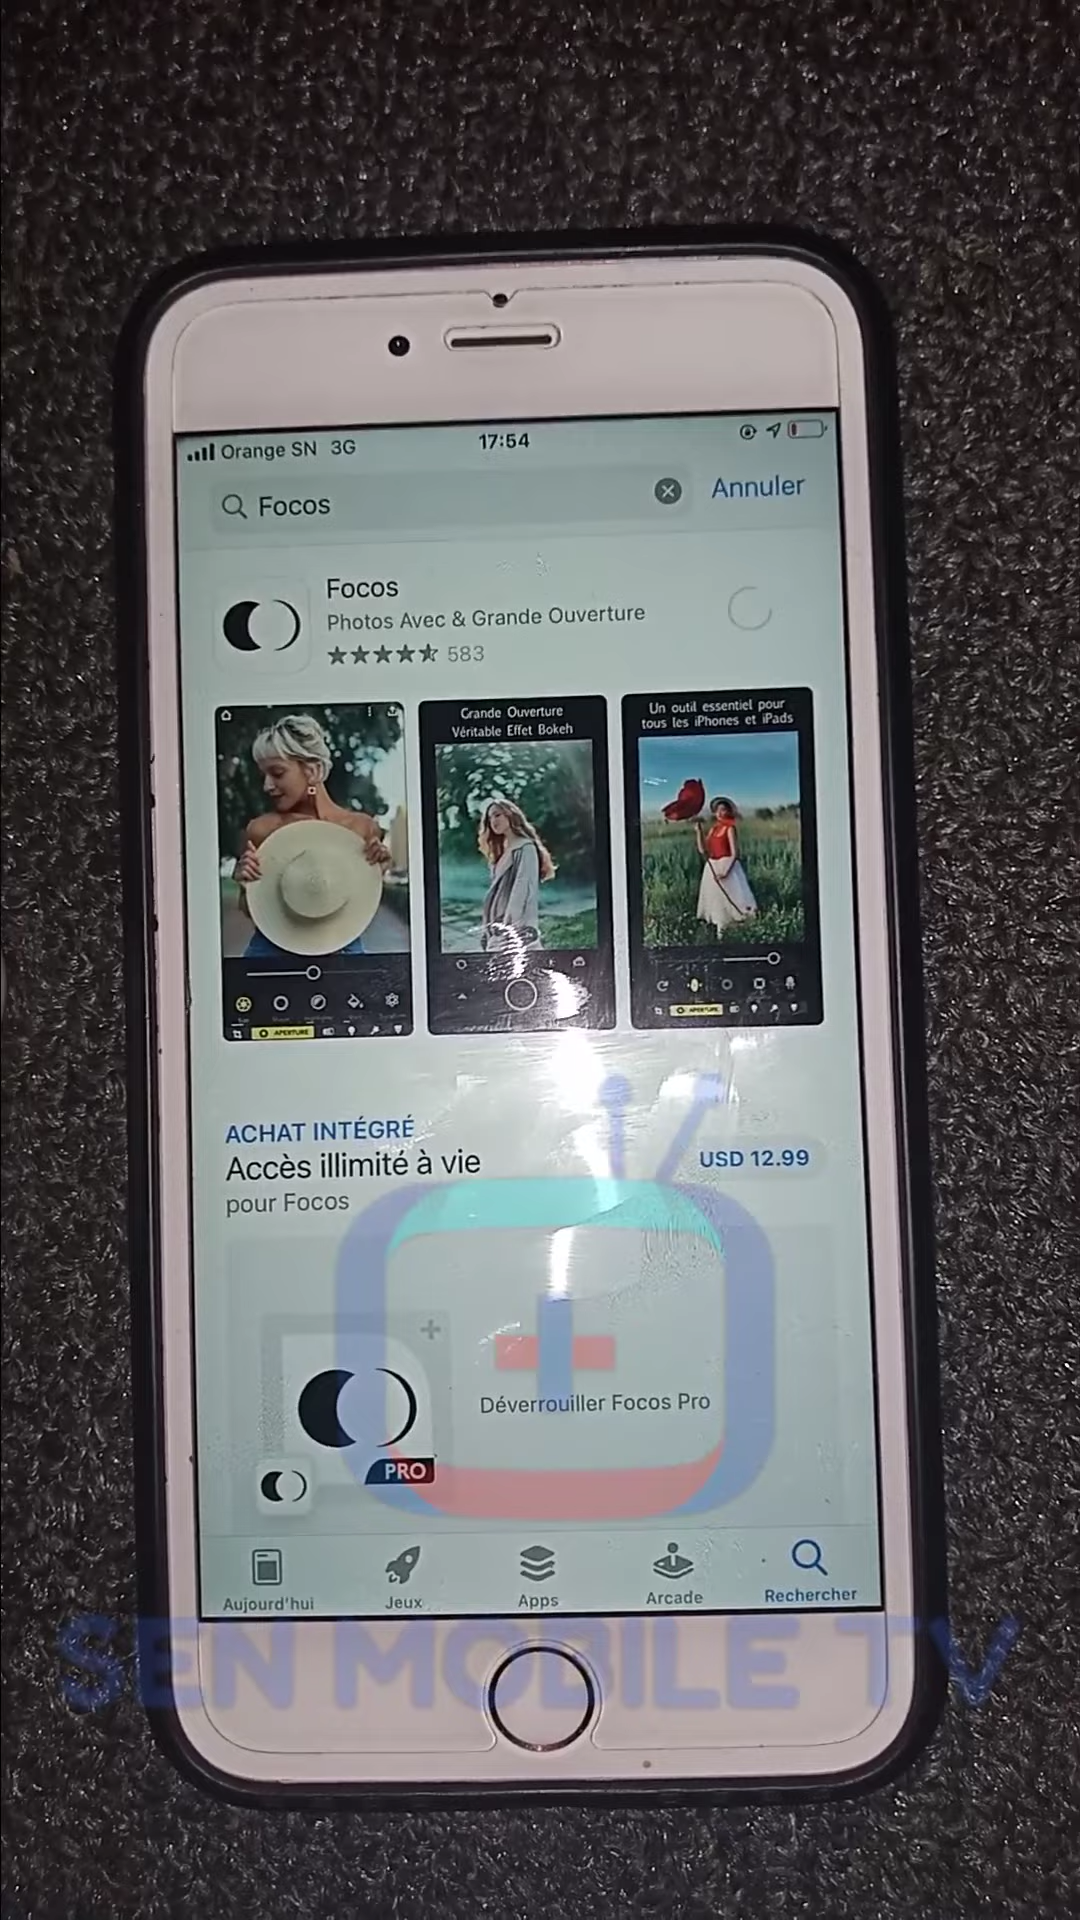 Orange SN 3G 17:54
Focos Annuler
Focos
Photos Avec & Grande Ouverture
583
Grande Ouverture
Véritable Effet Bokeh
Un outil essentiel pour
tous les iPhones et iPads
APERTURE
APERTURE
ACHAT INTÉGRÉ
Accès illimité à vie
USD 12.99
pour Focos
Déverrouiller Focos Pro
PRO
Aujourd'hui Jeux Apps Arcade Rechercher
SEN MOBILE TV